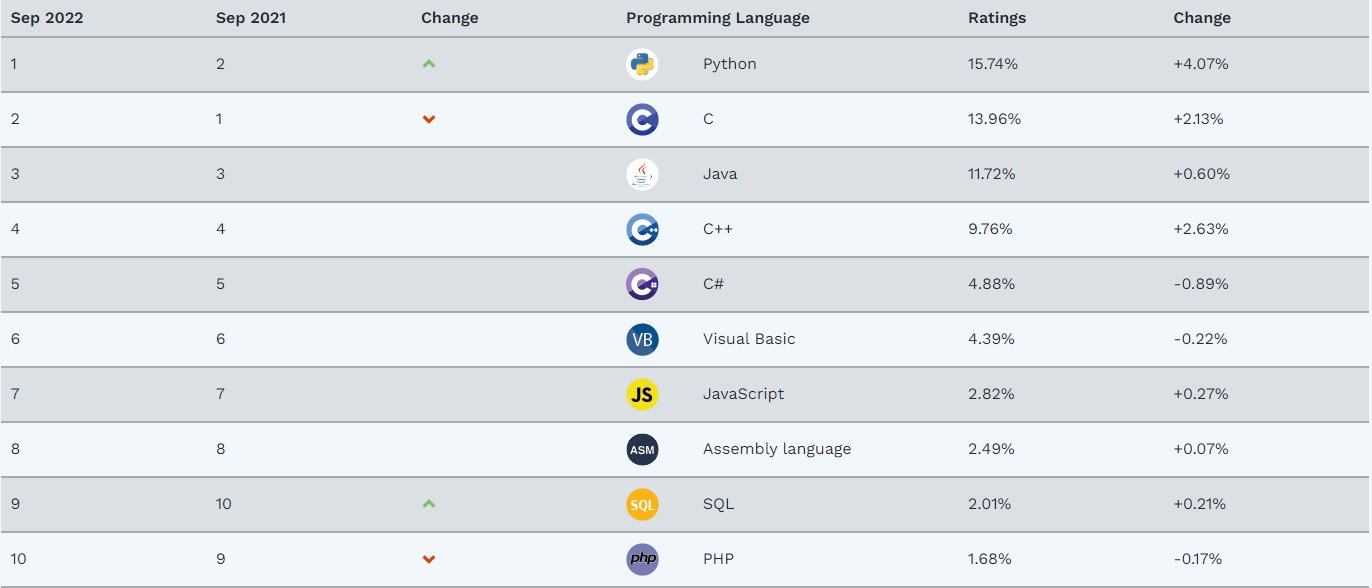 Sep 2022 Sep 2021 Change Programming Language Ratings Change
1 2 Python 15.74% +4.07%
2 1 C C 13.96% +2.13%
3 3 Java 11.72% +0.60%
4 4 C++ C++ 9.76% +2.63%
5 5 C# C# 4.88% -0.89%
6 6 VB Visual Basic 4.39% -0.22%
7 7 JS JavaScript 2.82% +0.27%
8 8 ASM Assembly language 2.49% +0.07%
9 10 SQL SQL 2.01% +0.21%
10 9 php PHP 1.68% -0.17%